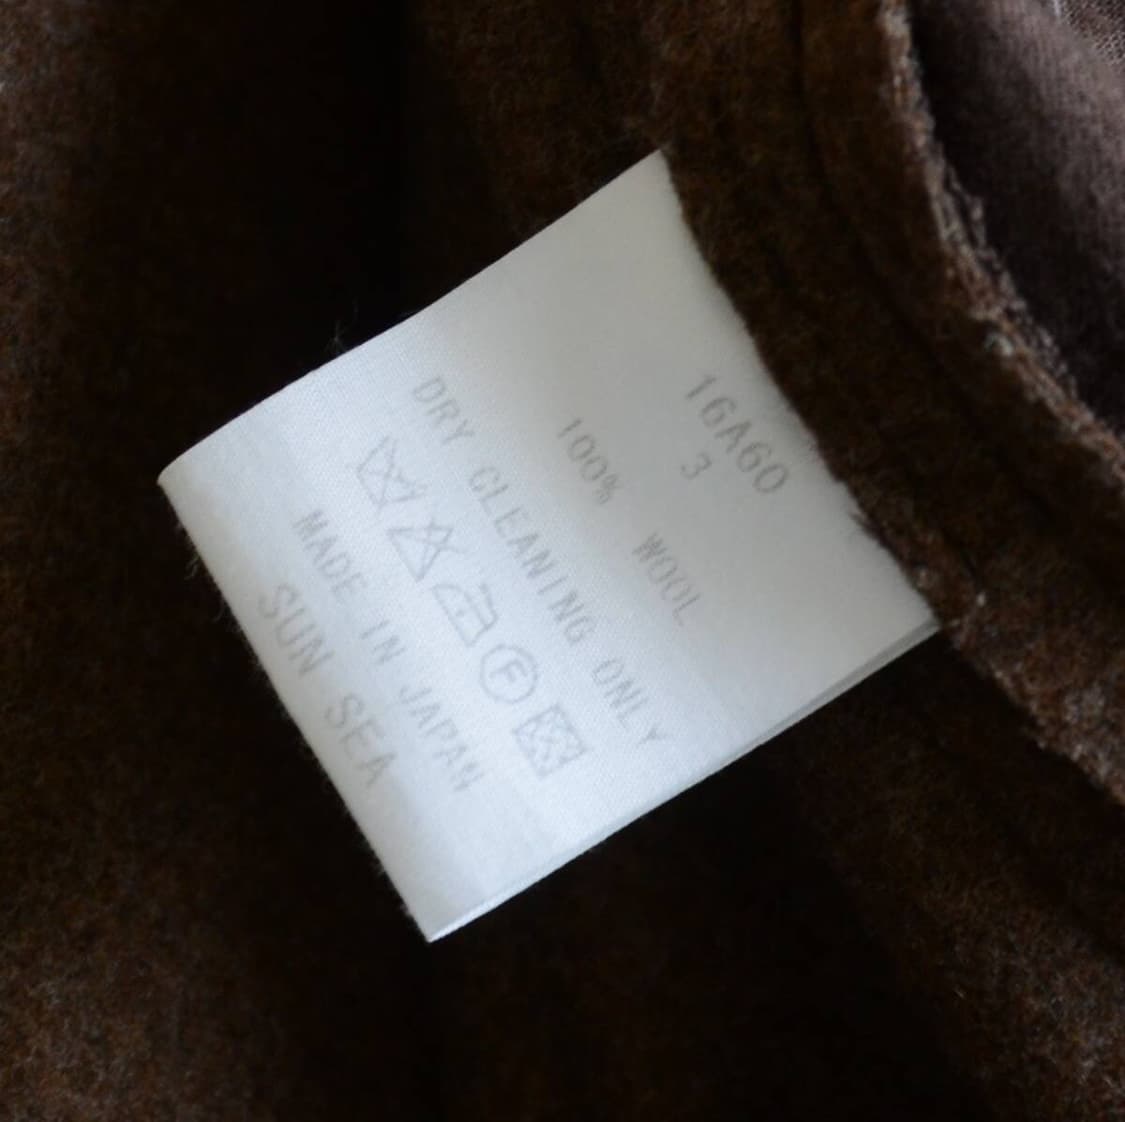 16A60
3
100% WOOL
DRY CLEANING ONLY
F
MADE IN JAPAN
SUN SEA